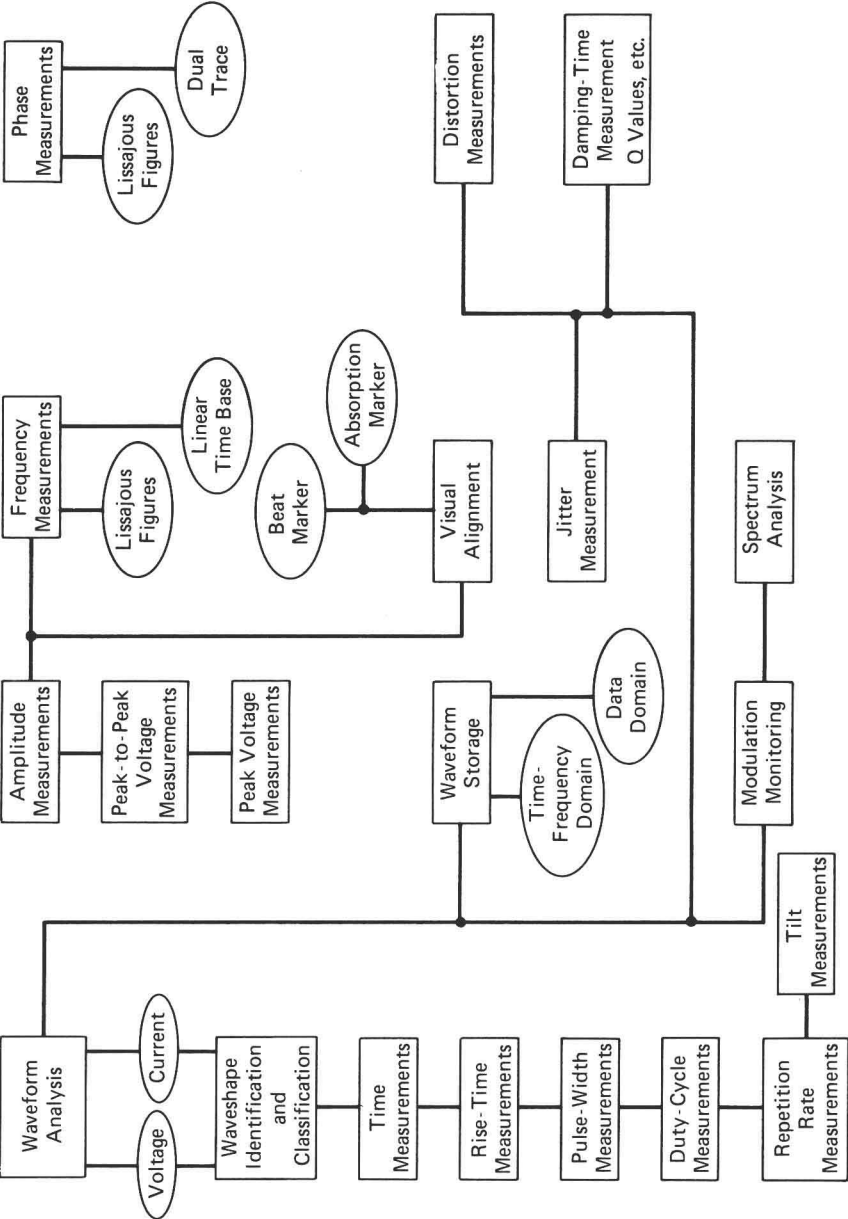 Waveform
Analysis
Voltage
Current
Waveshape
Identification
and
Classification
Time
Measurements
Rise-Time
Measurements
Pulse-Width
Measurements
Duty-Cycle
Measurements
Repetition
Rate
Measurements
Tilt
Measurements
Amplitude
Measurements
Peak-to-Peak
Voltage
Measurements
Peak Voltage
Measurements
Waveform
Storage
Time-
Frequency
Domain
Data
Domain
Modulation
Monitoring
Spectrum
Analysis
Frequency
Measurements
Lissajous
Figures
Linear
Time Base
Beat
Marker
Absorption
Marker
Visual
Alignment
Jitter
Measurement
Phase
Measurements
Lissajous
Figures
Dual
Trace
Distortion
Measurements
Damping-Time
Measurement
Q Values, etc.